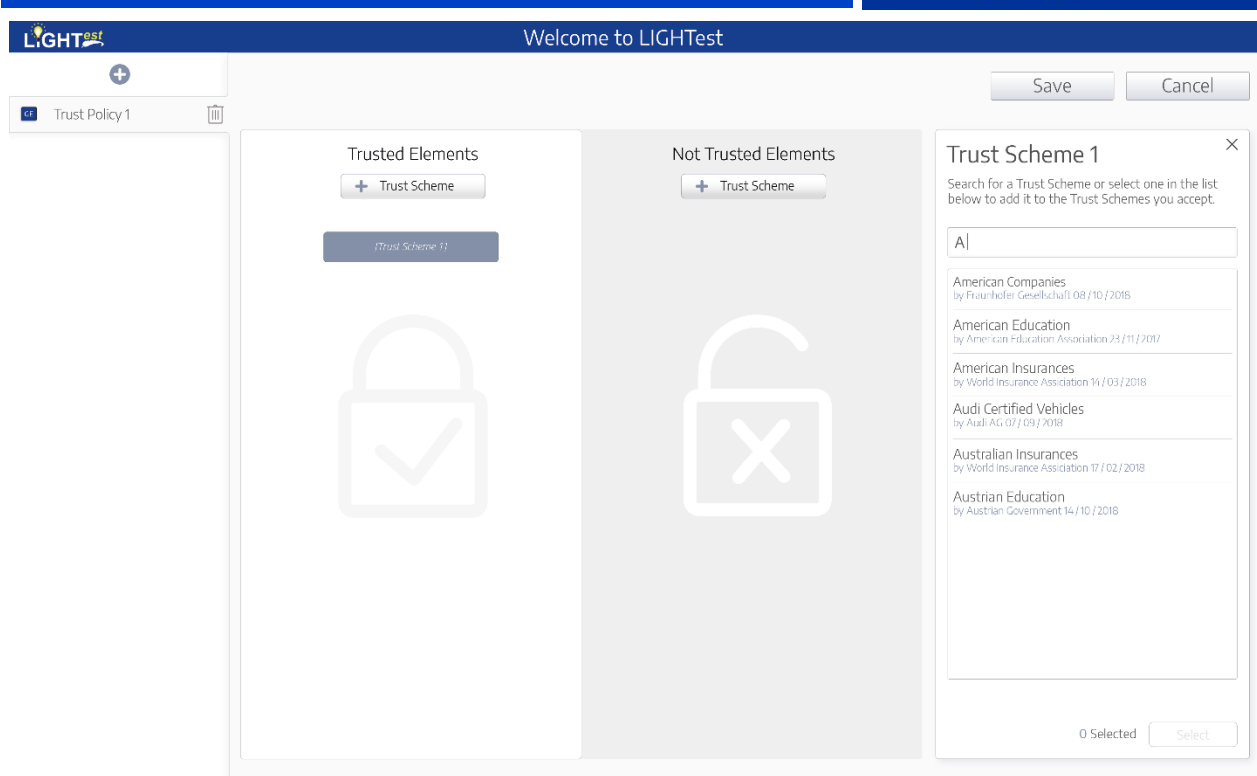 LIGHTest
Welcome to LIGHTest
Save
Cancel
GE Trust Policy 1
Trusted Elements
+ Trust Scheme
[Trust Scheme 1]
Not Trusted Elements
+ Trust Scheme
Trust Scheme 1
Search for a Trust Scheme or select one in the list
below to add it to the Trust Schemes you accept.
A
American Companies
by Fraunhofer Gesellschaft 08 / 10 / 2018
American Education
by American Education Association 23 / 11 / 2017
American Insurances
by World Insurance Assiciation 14 / 03 / 2018
Audi Certified Vehicles
by Audi AG 07 / 09 / 2018
Australian Insurances
by World Insurance Assiciation 17 / 02 / 2018
Austrian Education
by Austrian Government 14 / 10 / 2018
0 Selected
Select